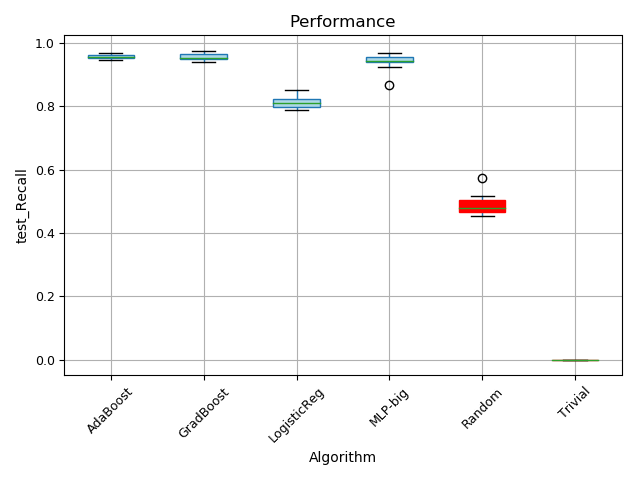 Performance
1.0
0.8
0.6
0.4
0.2
0.0
test_Recall
AdaBoost
GradBoost
LogisticReg
MLP-big
Random
Trivial
Algorithm